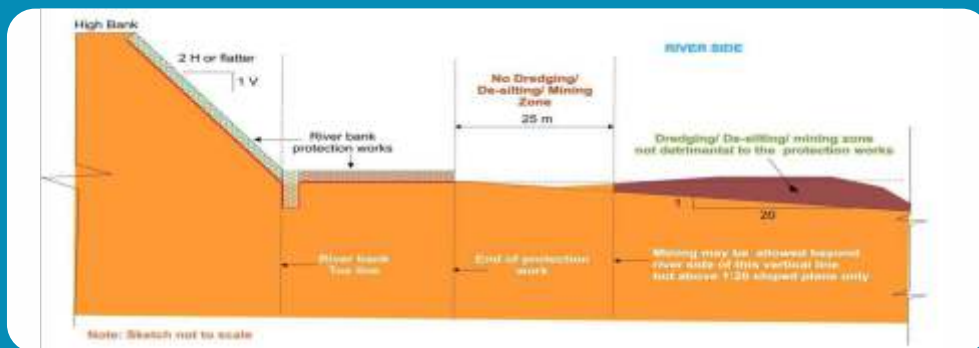 High Bank
RIVER SIDE
2 H or flatter
1 V
No Dredging/
De-silting/ Mining
Zone
25 m
River bank
protection works
Dredging/ De-silting/ mining zone
not detrimental to the protection works
1
20
River bank
Toe line
End of protection
work
Mining may be allowed beyond
river side of this vertical line
but above 1:20 sloped plane only
Note: Sketch not to scale